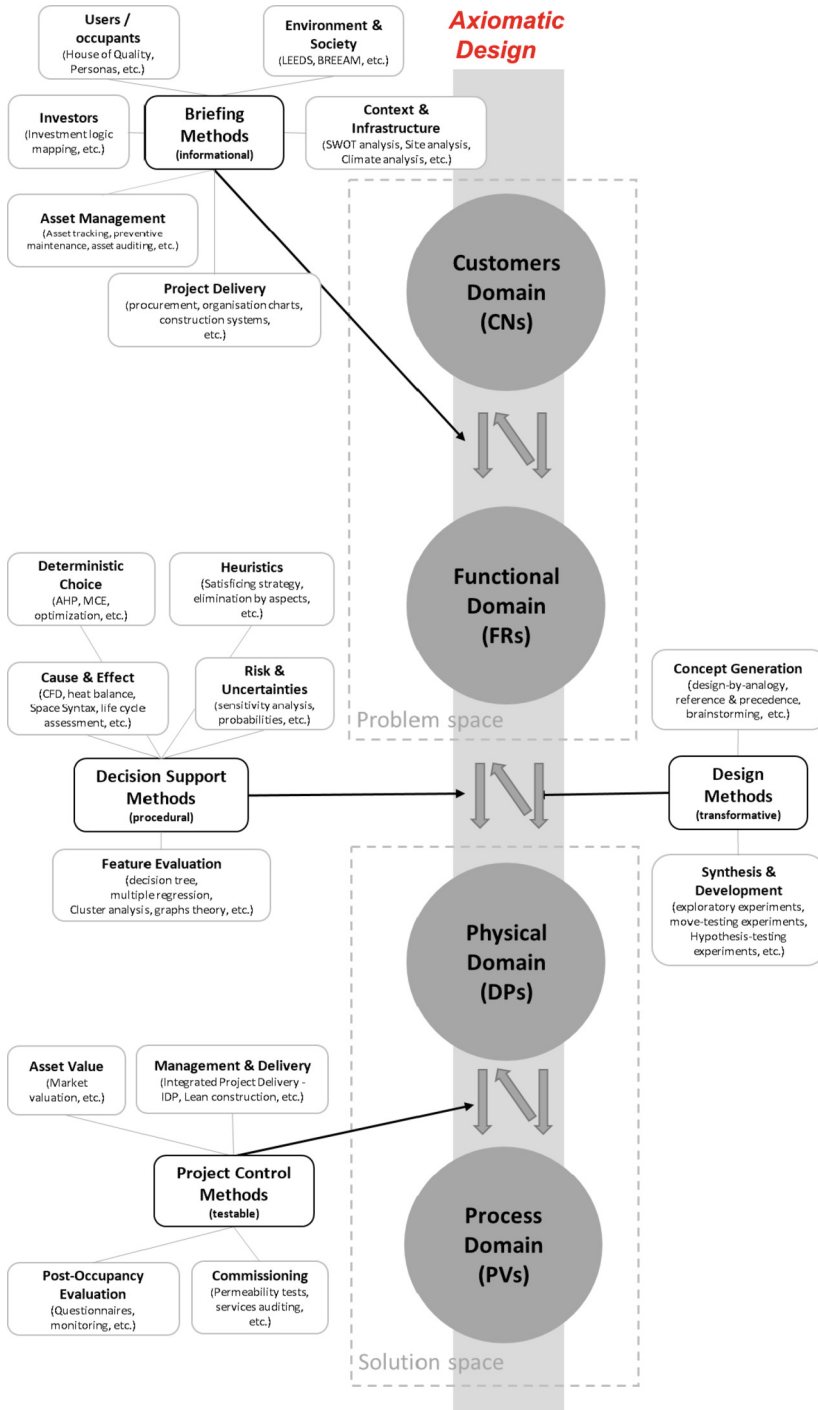 Axiomatic
Design
Users /
occupants
(House of Quality,
Personas, etc.)
Environment &
Society
(LEEDS, BREEAM, etc.)
Investors
(Investment logic
mapping, etc.)
Briefing
Methods
(informational)
Context &
Infrastructure
(SWOT analysis, Site analysis,
Climate analysis, etc.)
Asset Management
(Asset tracking, preventive
maintenance, asset auditing, etc.)
Project Delivery
(procurement, organisation charts,
construction systems,
etc.)
Customers
Domain
(CNs)
Functional
Domain
(FRs)
Problem space
Deterministic
Choice
(AHP, MCE,
optimization, etc.)
Heuristics
(Satisficing strategy,
elimination by aspects,
etc.)
Cause & Effect
(CFD, heat balance,
Space Syntax, life cycle
assessment, etc.)
Risk &
Uncertainties
(sensitivity analysis,
probabilities, etc.)
Decision Support
Methods
(procedural)
Feature Evaluation
(decision tree,
multiple regression,
Cluster analysis, graphs theory, etc.)
Concept Generation
(design-by-analogy,
reference & precedence,
brainstorming, etc.)
Design
Methods
(transformative)
Synthesis &
Development
(exploratory experiments,
move-testing experiments,
Hypothesis-testing
experiments, etc.)
Physical
Domain
(DPs)
Asset Value
(Market
valuation, etc.)
Management & Delivery
(Integrated Project Delivery -
IDP, Lean construction, etc.)
Project Control
Methods
(testable)
Post-Occupancy
Evaluation
(Questionnaires,
monitoring, etc.)
Commissioning
(Permeability tests,
services auditing,
etc.)
Process
Domain
(PVs)
Solution space